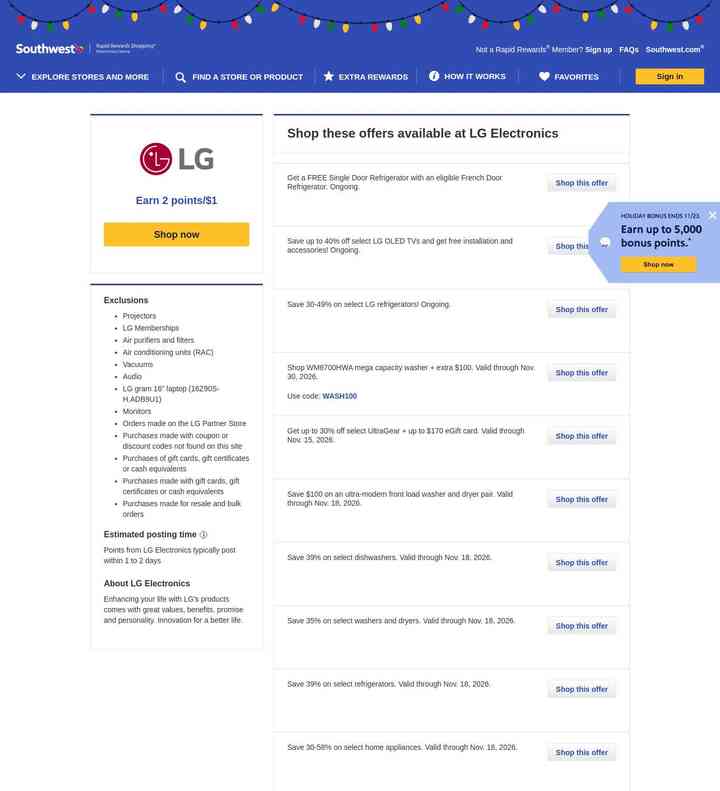 Southwest
Rapid Rewards Shopping®
Not a Rapid Rewards® Member? Sign up
FAQs
Southwest.com®
EXPLORE STORES AND MORE
FIND A STORE OR PRODUCT
EXTRA REWARDS
HOW IT WORKS
FAVORITES
Sign in
LG
Earn 2 points/$1
Shop now
Exclusions
Projectors
LG Memberships
Air purifiers and filters
Air conditioning units (RAC)
Vacuums
Audio
LG gram 16" laptop (16Z90S-
H.ADB9U1)
Monitors
Orders made on the LG Partner Store
Purchases made with coupon or
discount codes not found on this site
Purchases of gift cards, gift certificates
or cash equivalents
Purchases made with gift cards, gift
certificates or cash equivalents
Purchases made for resale and bulk
orders
Estimated posting time
Points from LG Electronics typically post
within 1 to 2 days
About LG Electronics
Enhancing your life with LG's products
comes with great values, benefits, promise
and personality. Innovation for a better life.
Shop these offers available at LG Electronics
Get a FREE Single Door Refrigerator with an eligible French Door
Refrigerator. Ongoing.
Shop this offer
Save up to 40% off select LG OLED TVs and get free installation and
accessories! Ongoing.
Shop this
HOLIDAY BONUS ENDS 11/23.
Earn up to 5,000
bonus points.*
Shop now
Save 30-49% on select LG refrigerators! Ongoing.
Shop this offer
Shop WM8700HWA mega capacity washer + extra $100. Valid through Nov.
30, 2026.
Use code: WASH100
Shop this offer
Get up to 30% off select UltraGear + up to $170 eGift card. Valid through
Nov. 15, 2026.
Shop this offer
Save $100 on an ultra-modern front load washer and dryer pair. Valid
through Nov. 18, 2026.
Shop this offer
Save 39% on select dishwashers. Valid through Nov. 18, 2026.
Shop this offer
Save 35% on select washers and dryers. Valid through Nov. 18, 2026.
Shop this offer
Save 39% on select refrigerators. Valid through Nov. 18, 2026.
Shop this offer
Save 30-58% on select home appliances. Valid through Nov. 18, 2026.
Shop this offer